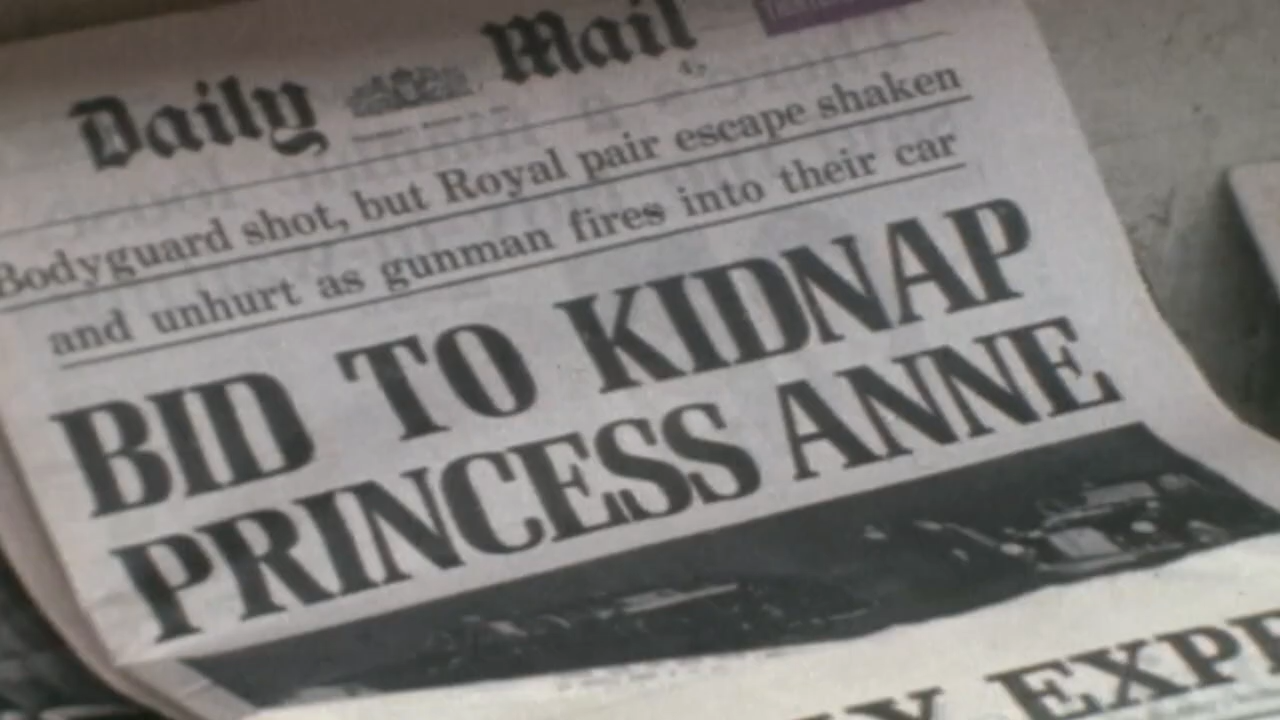 Daily Mail
Bodyguard shot, but Royal pair escape shaken
and unhurt as gunman fires into their car
BID TO KIDNAP
PRINCESS ANNE
Y EXPR